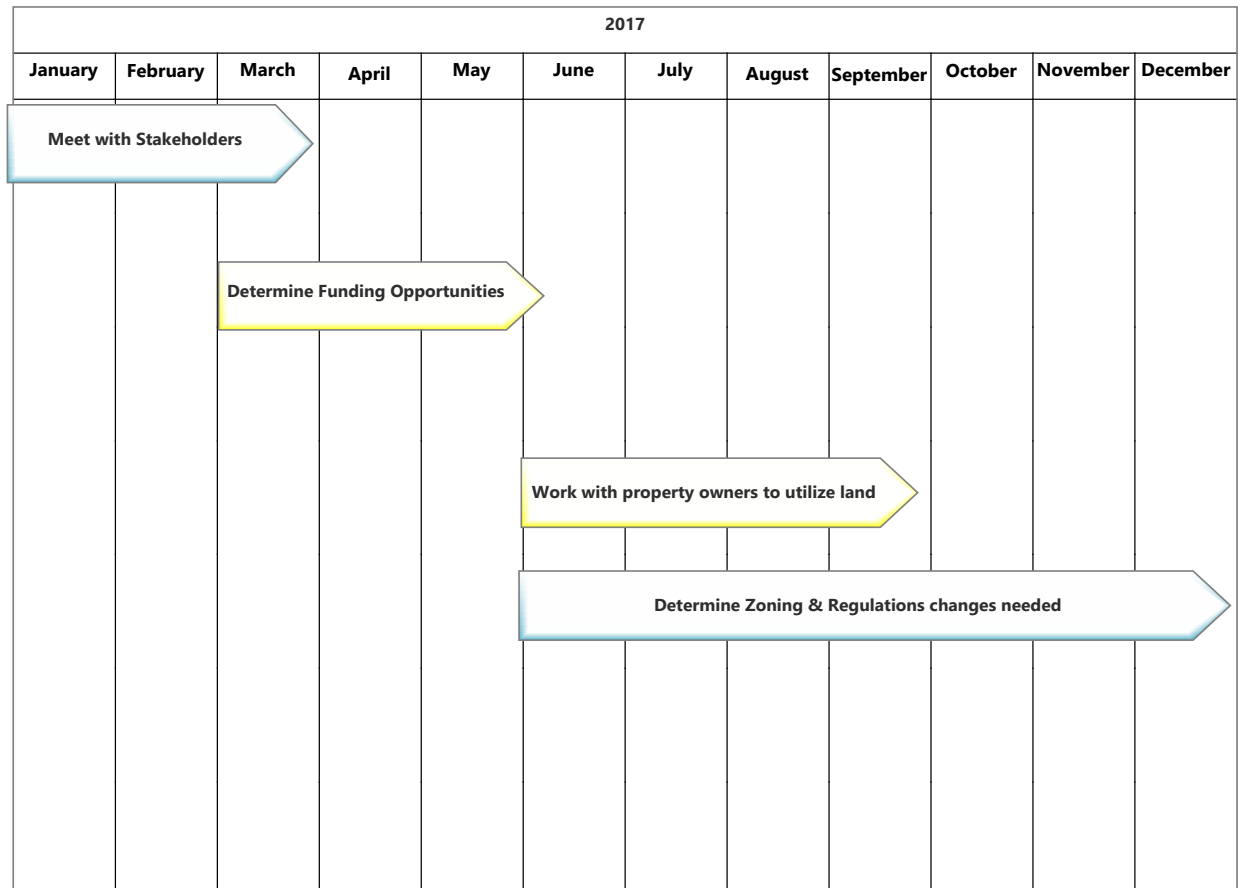 2017
January February March April May June July August September October November December
Meet with Stakeholders
Determine Funding Opportunities
Work with property owners to utilize land
Determine Zoning & Regulations changes needed